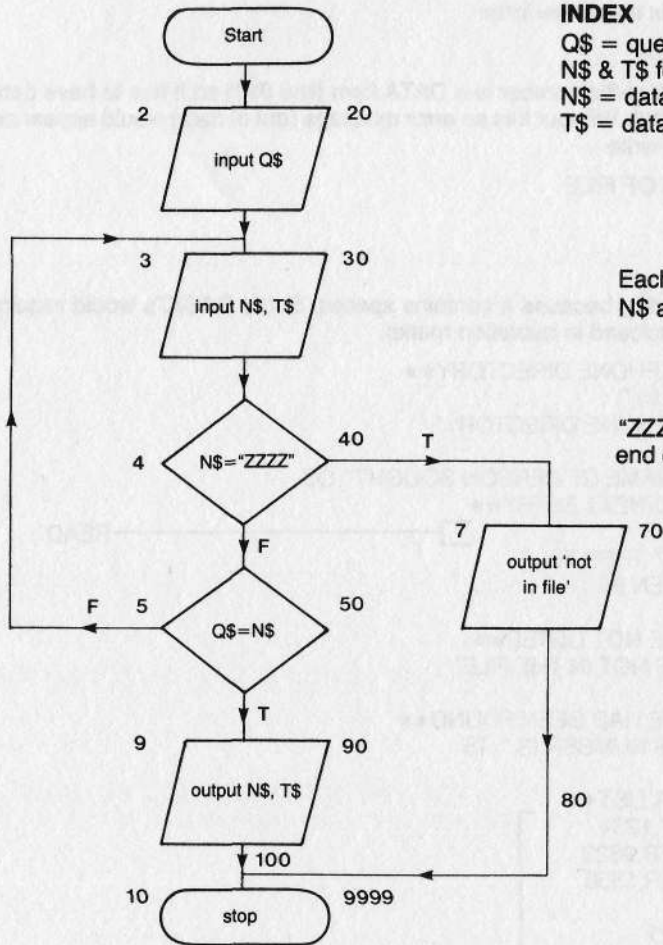 Start
INDEX
Q$ = que
N$ & T$ f
N$ = data
T$ = data
2 20
input Q$
3 30
input N$, T$
Each
N$ a
4 N$="ZZZZ" 40 T
"ZZZ
end
F
7 70
output 'not
in file'
F 5 Q$=N$ 50
T
9 90
output N$, T$
80
100
10 stop 9999